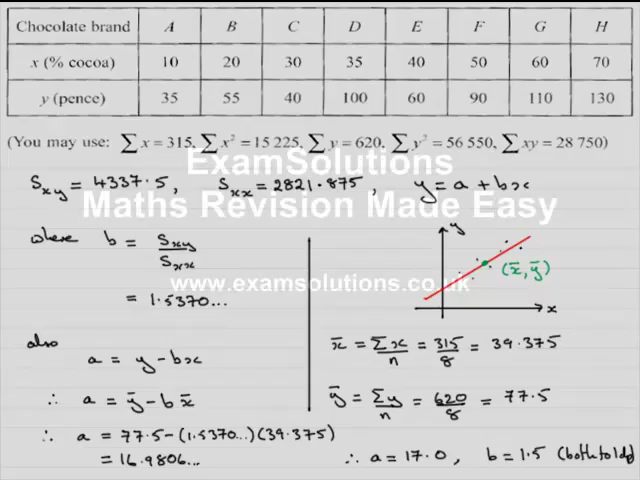 Chocolate brand A B C D E F G H
x (% cocoa) 10 20 30 35 40 50 60 70
y (pence) 35 55 40 100 60 90 110 130
(You may use: ∑x = 315, ∑x² = 15 225, ∑y = 620, ∑y² = 56 550, ∑xy = 28 750)
ExamSolutions
Sxy = 4337.5, Sxx = 2821.875, y = a + bx
Maths Revision Made Easy
where b = Sxy/Sxx
y
(x̄, ȳ)
www.examsolutions.co.uk
= 1.5370...
x
also
a = y − bx
x̄ = ∑x/n = 315/8 = 39.375
∴ a = ȳ − b x̄
ȳ = ∑y/n = 620/8 = 77.5
∴ a = 77.5 − (1.5370...)(39.375)
= 16.9806...
∴ a = 17.0, b = 1.5 (both to 1dp)